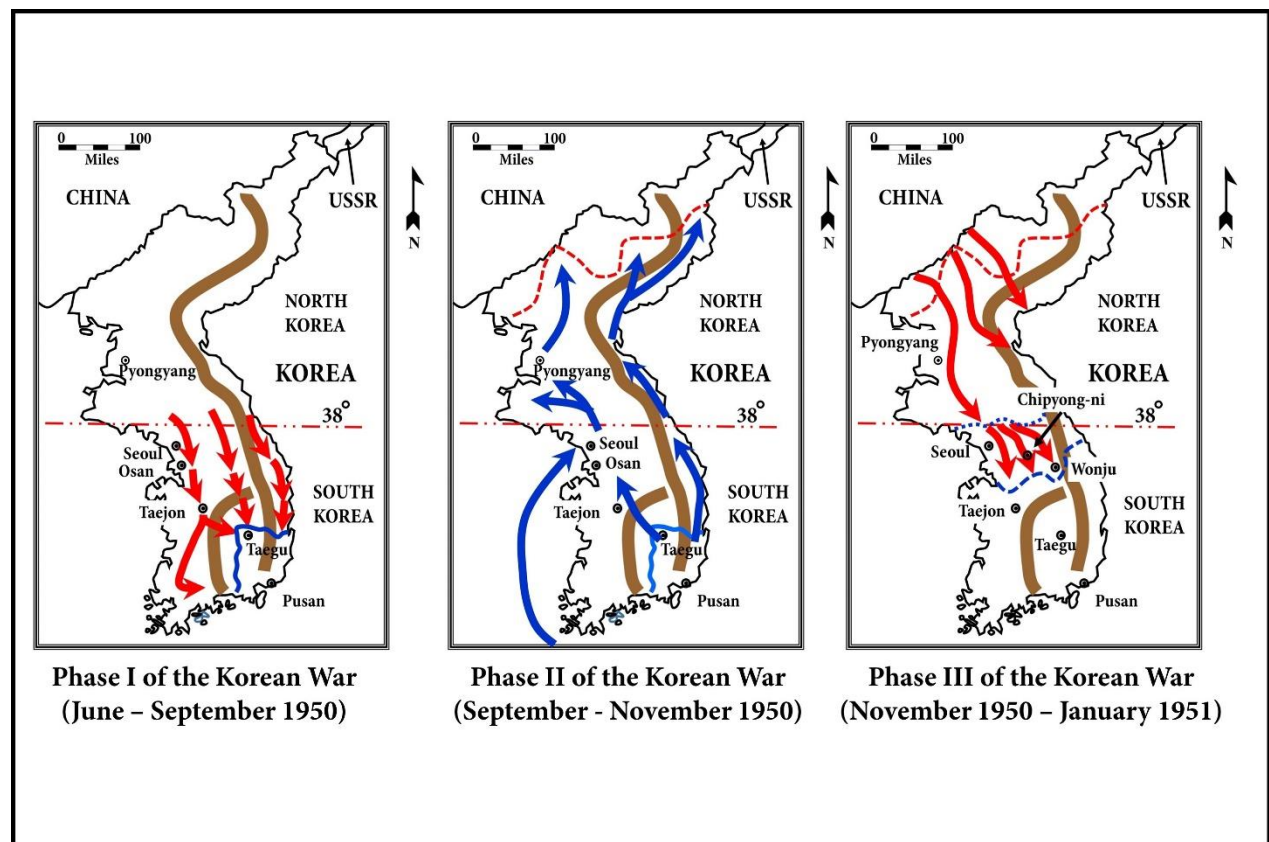 0 100
Miles
CHINA
USSR
N
NORTH
KOREA
Pyongyang
KOREA
38°
Seoul
Osan
SOUTH
KOREA
Taejon
Taegu
Pusan
Phase I of the Korean War
(June – September 1950)
0 100
Miles
CHINA
USSR
N
NORTH
KOREA
Pyongyang
KOREA
38°
Seoul
Osan
SOUTH
KOREA
Taejon
Taegu
Pusan
Phase II of the Korean War
(September - November 1950)
0 100
Miles
CHINA
USSR
N
NORTH
KOREA
Pyongyang
KOREA
Chipyong-ni
38°
Seoul
Wonju
SOUTH
KOREA
Taejon
Taegu
Pusan
Phase III of the Korean War
(November 1950 – January 1951)